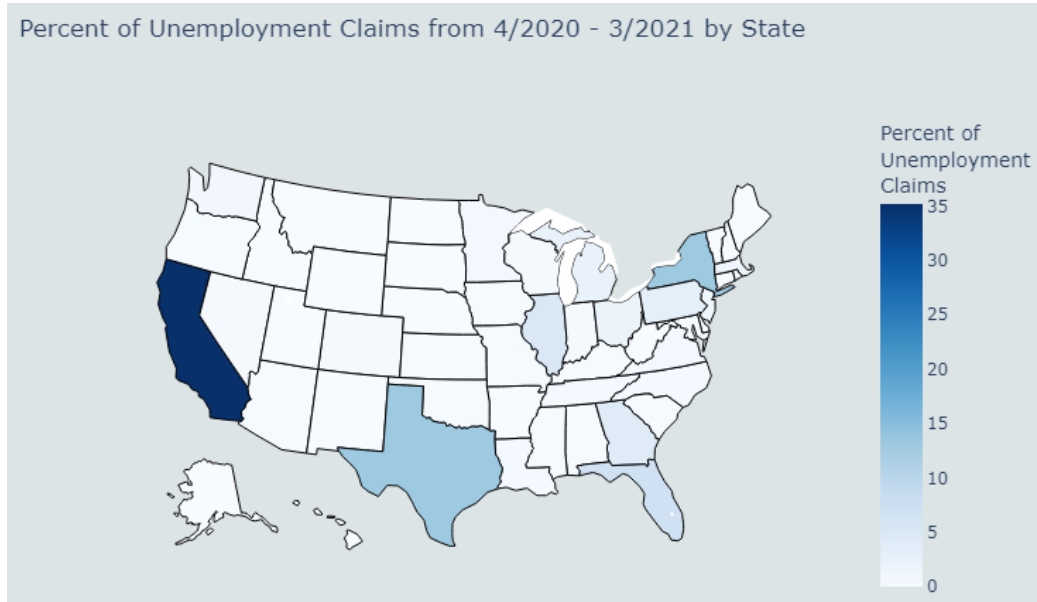 Percent of Unemployment Claims from 4/2020 - 3/2021 by State
Percent of
Unemployment
Claims
35
30
25
20
15
10
5
0